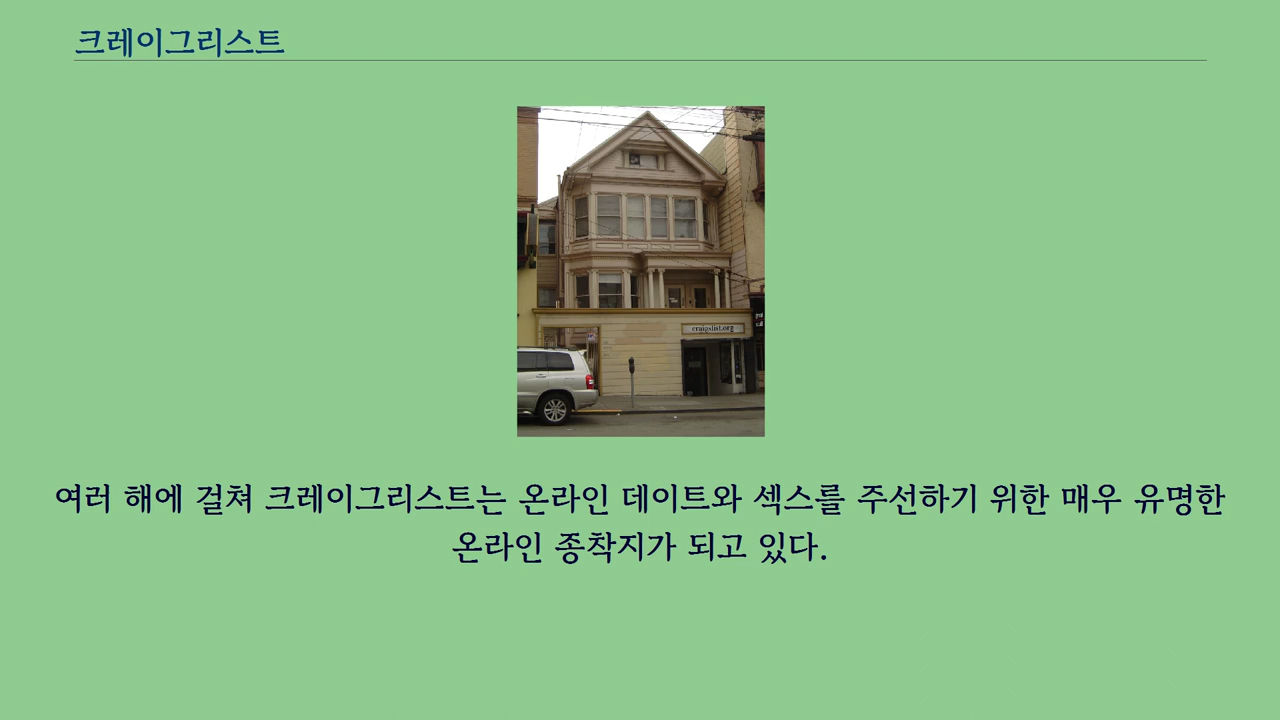 크레이그리스트
craigslist.org
여러 해에 걸쳐 크레이그리스트는 온라인 데이트와 섹스를 주선하기 위한 매우 유명한
온라인 종착지가 되고 있다.